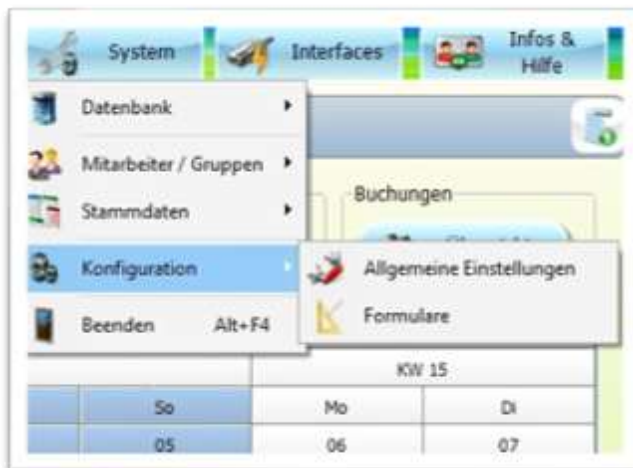 System
Interfaces
Infos &
Hilfe
Datenbank
Mitarbeiter / Gruppen
Stammdaten
Buchungen
Konfiguration
Allgemeine Einstellungen
Formulare
Beenden Alt+F4
KW 15
So Mo Di
05 06 07